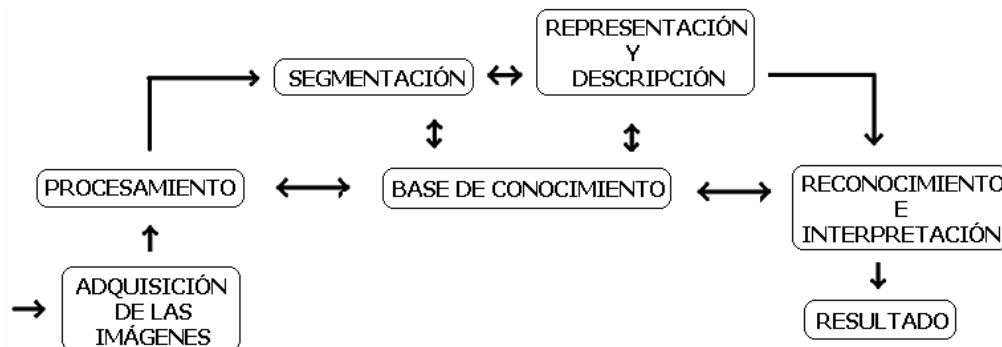 REPRESENTACIÓN
Y
DESCRIPCIÓN
SEGMENTACIÓN
PROCESAMIENTO
BASE DE CONOCIMIENTO
RECONOCIMIENTO
E
INTERPRETACIÓN
ADQUISICIÓN
DE LAS
IMÁGENES
RESULTADO